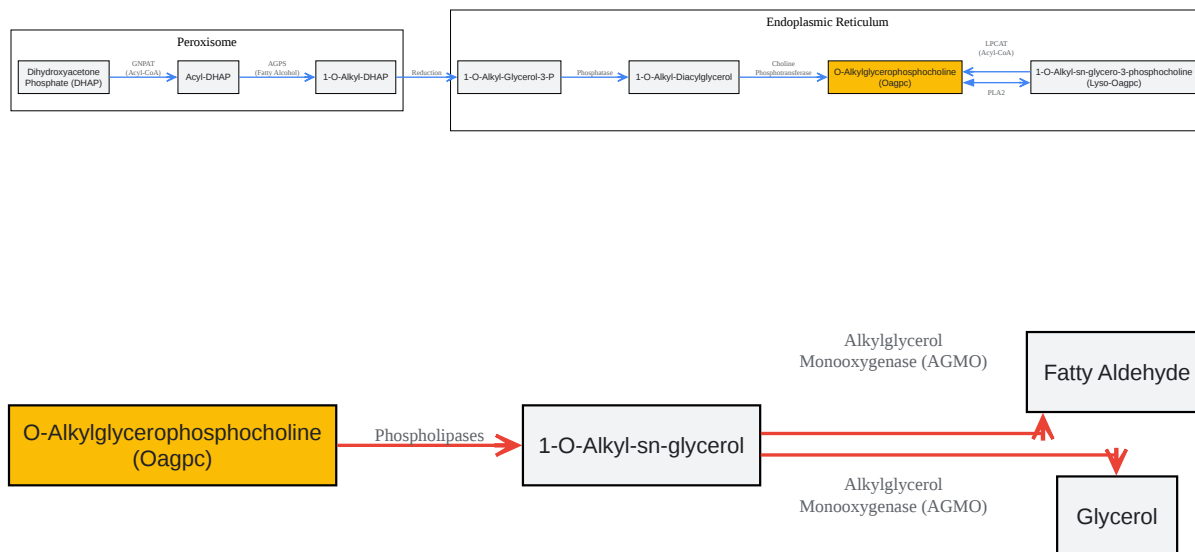 Endoplasmic Reticulum
Peroxisome
Dihydroxyacetone
Phosphate (DHAP)
GNPAT
(Acyl-CoA)
Acyl-DHAP
AGPS
(Fatty Alcohol)
1-O-Alkyl-DHAP
Reduction
1-O-Alkyl-Glycerol-3-P
Phosphatase
1-O-Alkyl-Diacylglycerol
Choline
Phosphotransferase
O-Alkylglycerophosphocholine
(Oagpc)
LPCAT
(Acyl-CoA)
PLA2
1-O-Alkyl-sn-glycero-3-phosphocholine
(Lyso-Oagpc)
O-Alkylglycerophosphocholine
(Oagpc)
Phospholipases
1-O-Alkyl-sn-glycerol
Alkylglycerol
Monooxygenase (AGMO)
Fatty Aldehyde
Alkylglycerol
Monooxygenase (AGMO)
Glycerol